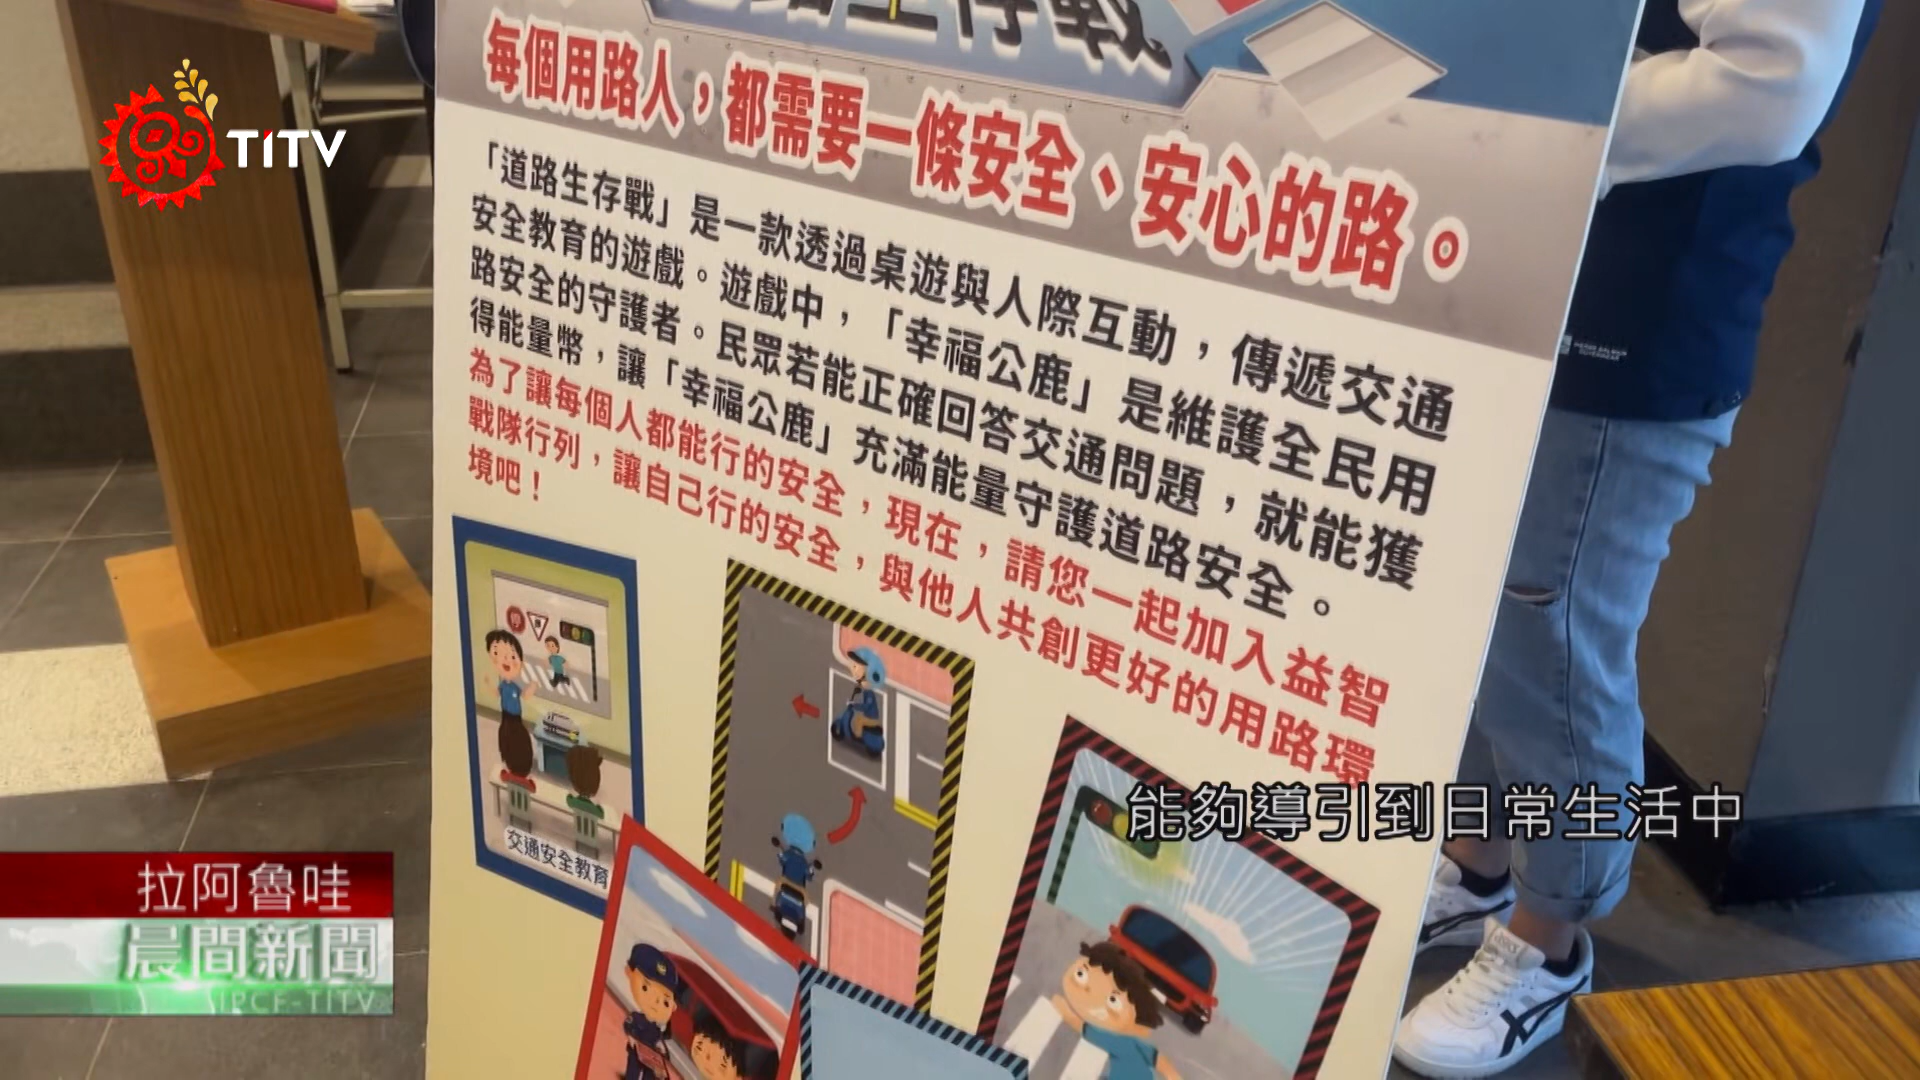 TiTV
生存戰
每個用路人，都需要一條安全、安心的路。
「道路生存戰」是一款透過桌遊與人際互動，傳遞交通
安全教育的遊戲。遊戲中，「幸福公鹿」是維護全民用
路安全的守護者。民眾若能正確回答交通問題，就能獲
得能量幣，讓「幸福公鹿」充滿能量守護道路安全。
為了讓每個人都能行的安全，現在，請您一起加入益智
戰隊行列，讓自己行的安全，與他人共創更好的用路環
境吧！
停
交通安全教育
能夠導引到日常生活中
拉阿魯哇
晨間新聞
IPCF-TITV